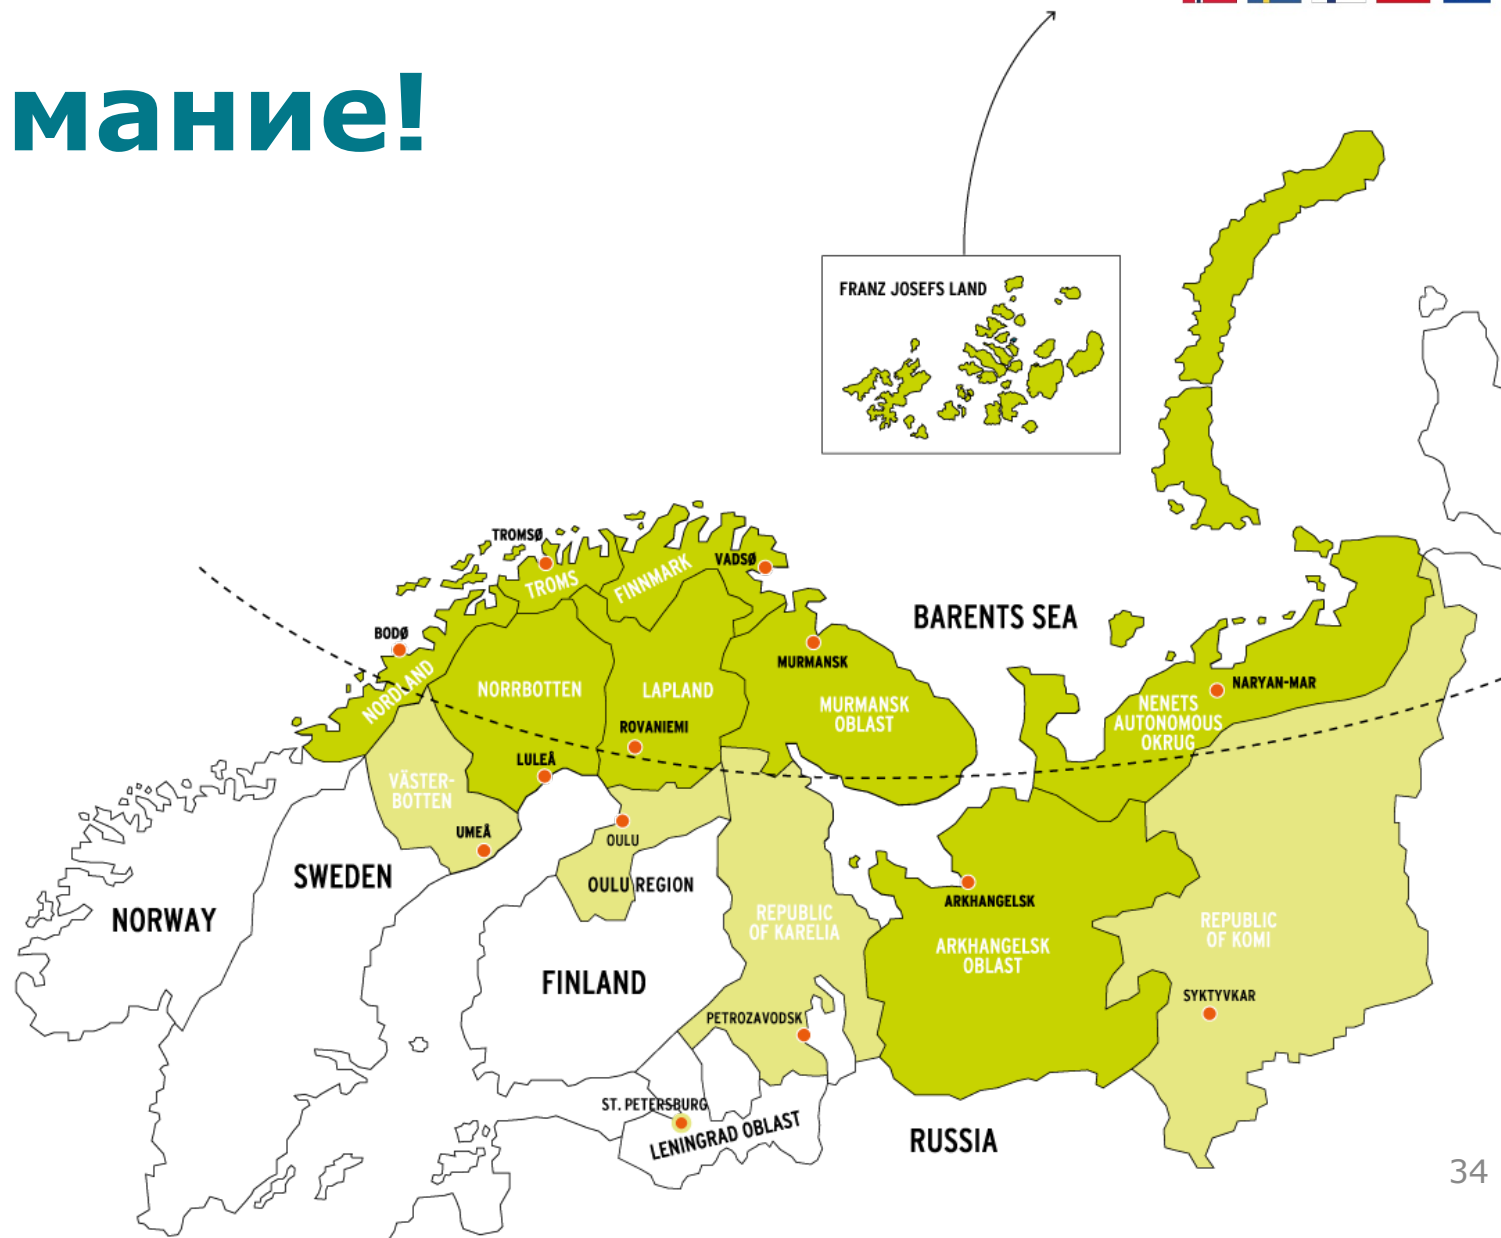 мание!
FRANZ JOSEFS LAND
TROMSØ
TROMS
FINNMARK
VADSØ
BODØ
NORDLAND
BARENTS SEA
MURMANSK
NORRBOTTEN
LAPLAND
MURMANSK
OBLAST
NARYAN-MAR
NENETS
AUTONOMOUS
OKRUG
ROVANIEMI
LULEÅ
VÄSTER-
BOTTEN
UMEÅ
OULU
SWEDEN
OULU REGION
NORWAY
ARKHANGELSK
REPUBLIC
OF KARELIA
ARKHANGELSK
OBLAST
REPUBLIC
OF KOMI
FINLAND
SYKTYVKAR
PETROZAVODSK
ST. PETERSBURG
LENINGRAD OBLAST
RUSSIA
34